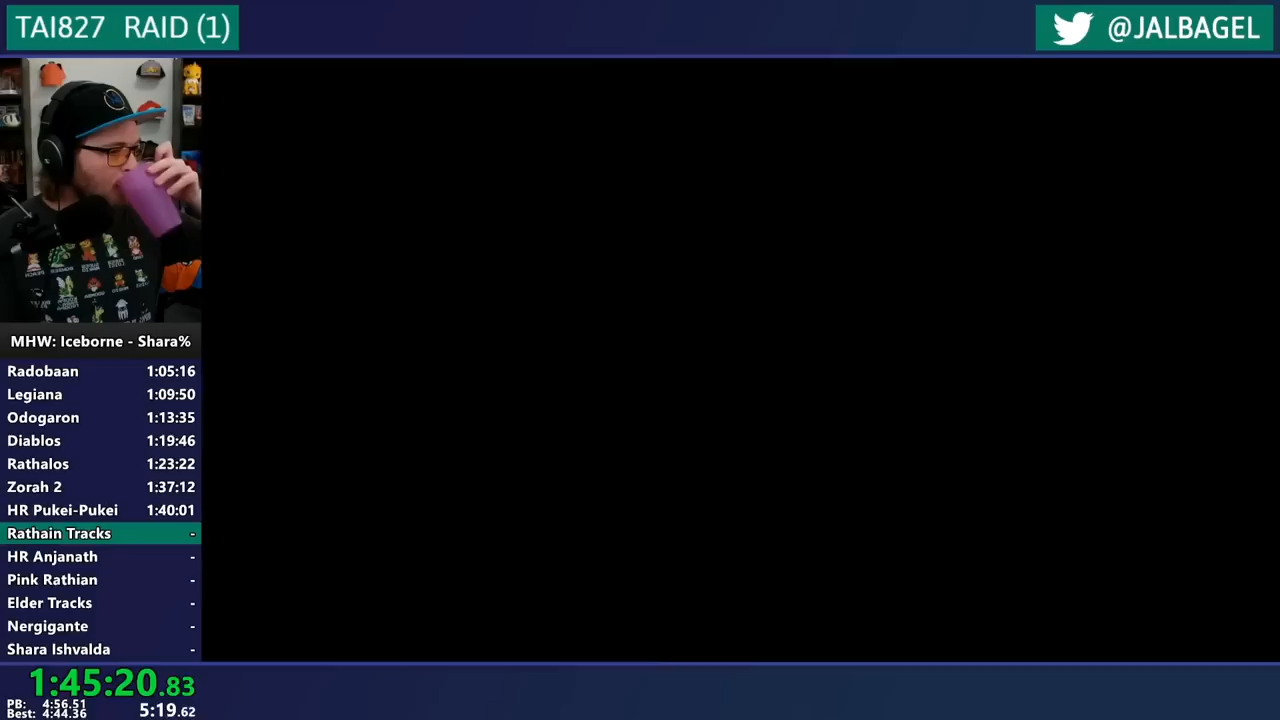 TAI827 RAID (1)
@JALBAGEL
MHW: Iceborne - Shara%
Radobaan 1:05:16
Legiana 1:09:50
Odogaron 1:13:35
Diablos 1:19:46
Rathalos 1:23:22
Zorah 2 1:37:12
HR Pukei-Pukei 1:40:01
Rathain Tracks -
HR Anjanath -
Pink Rathian -
Elder Tracks -
Nergigante -
Shara Ishvalda -
1:45:20.83
PB: 4:56.51
Best: 4:44.36
5:19.62